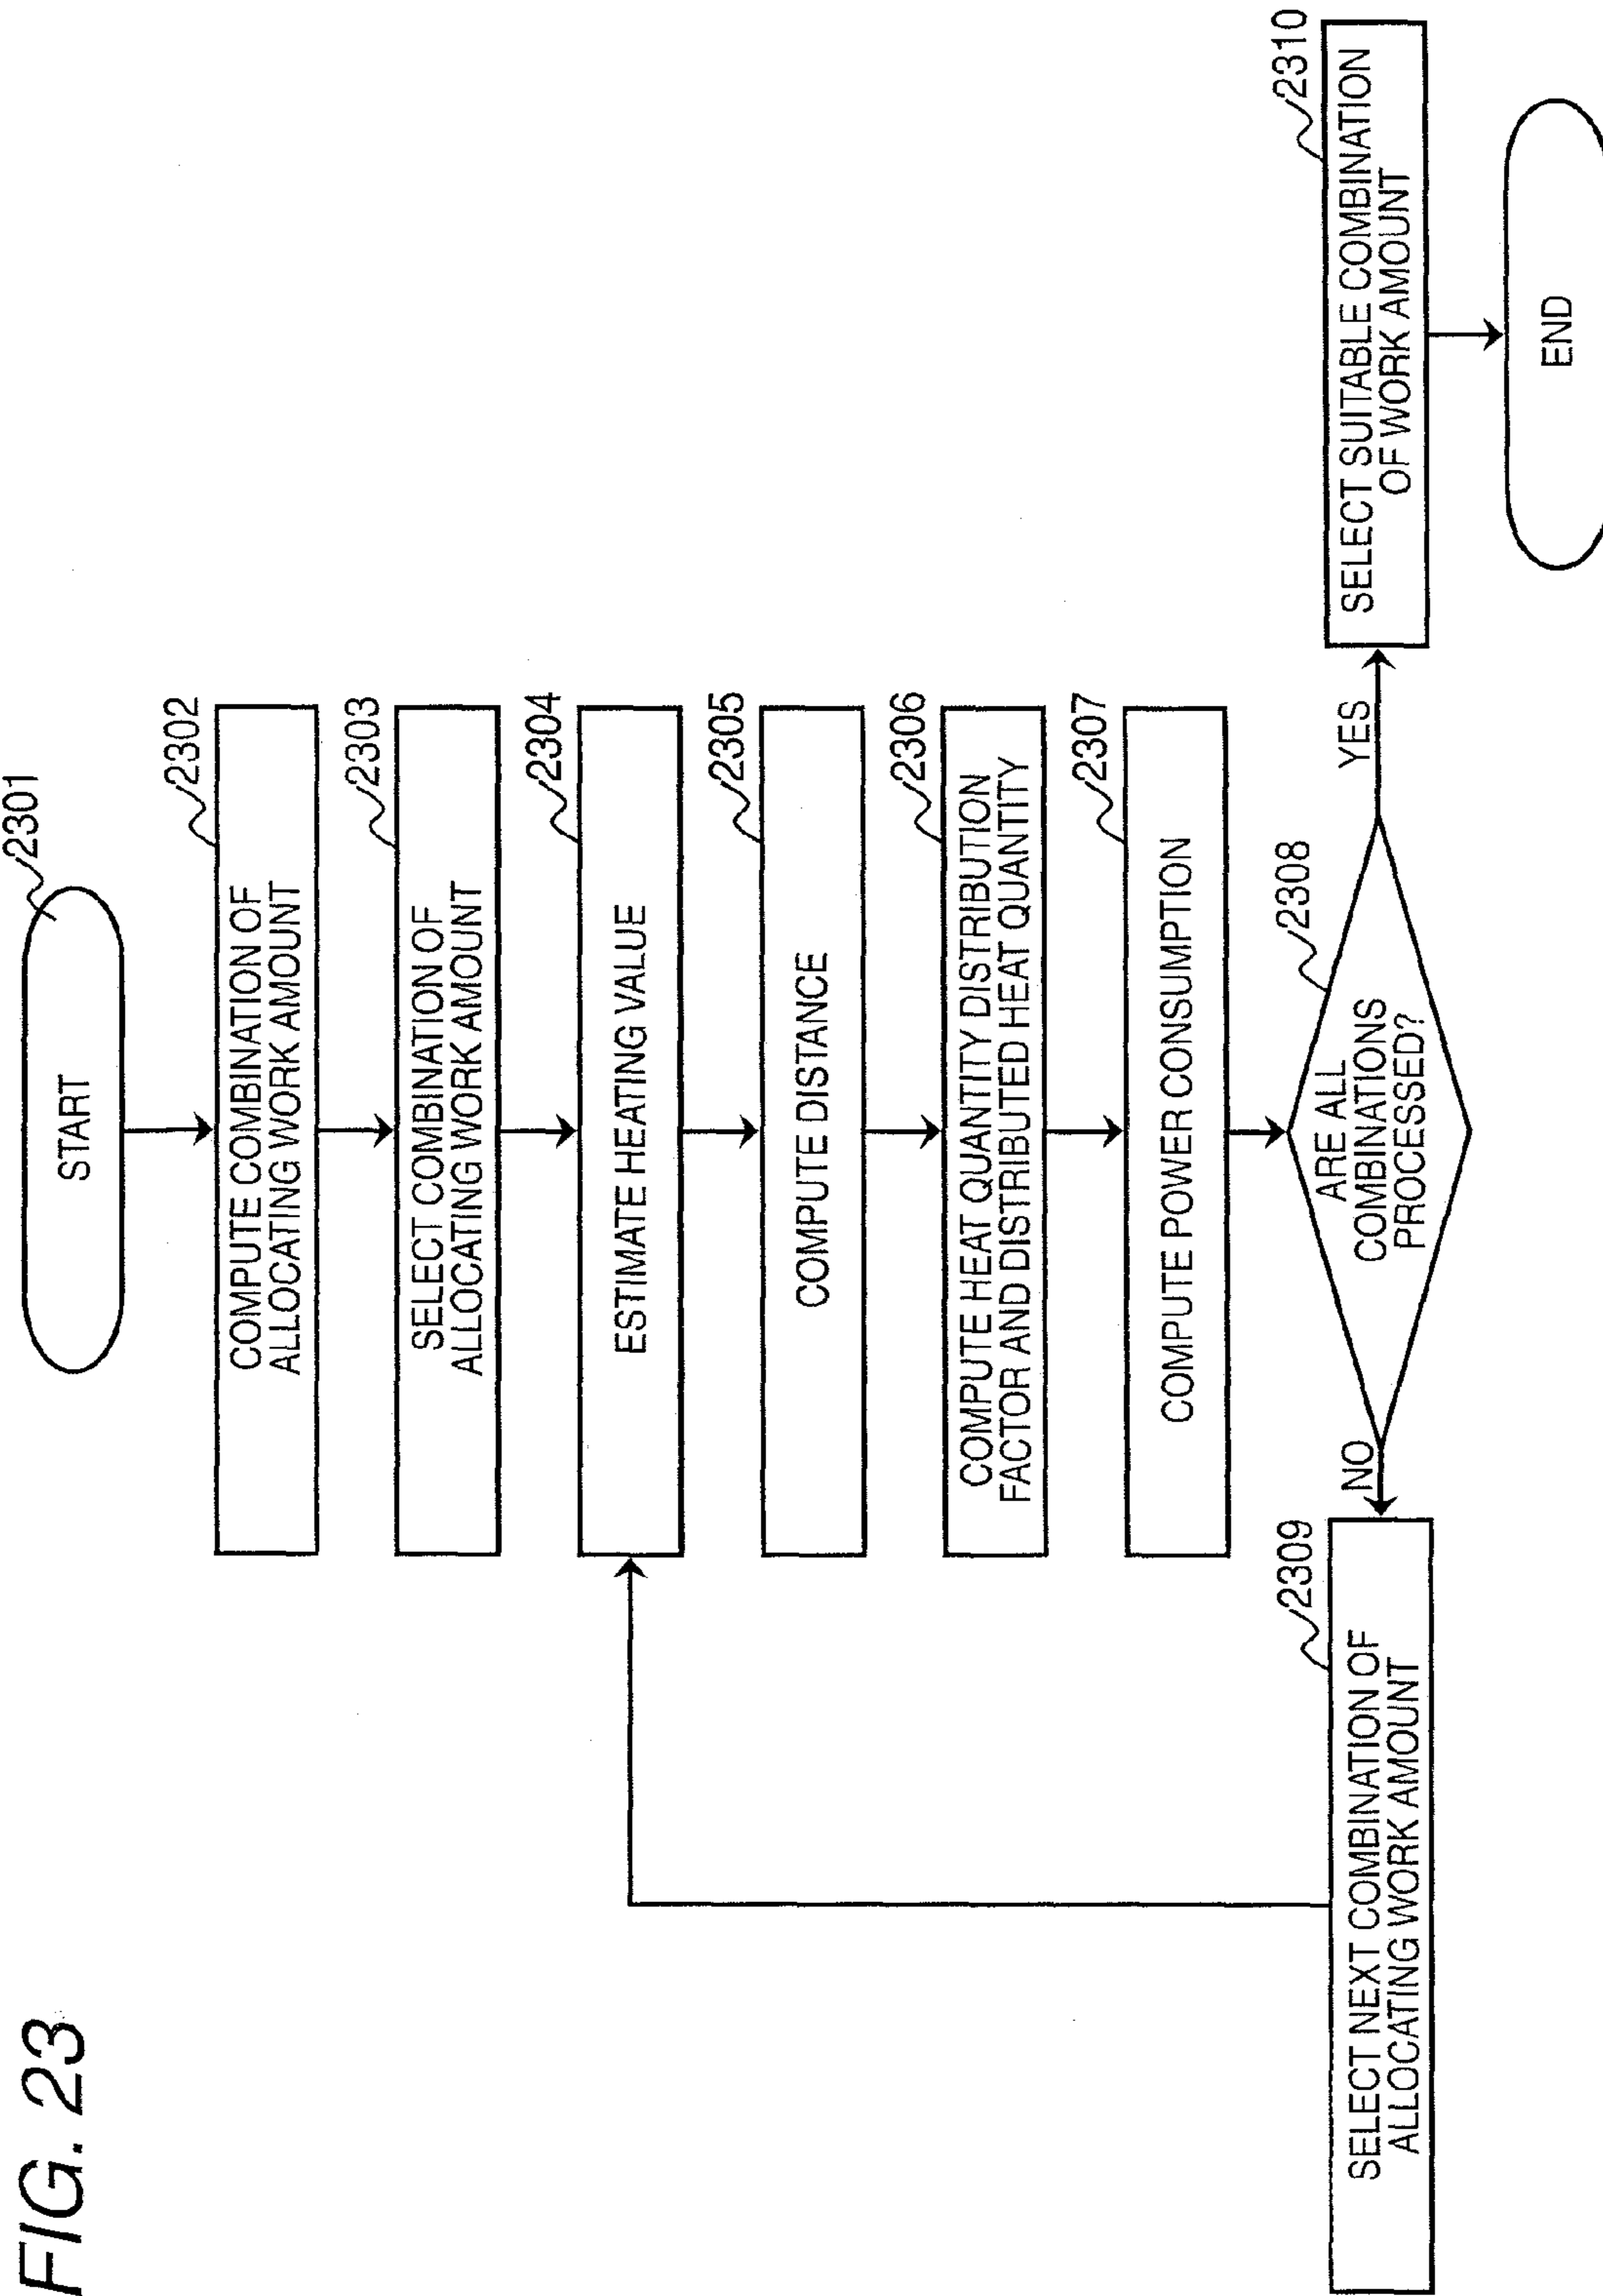 FIG. 23
2301
START
2302
COMPUTE COMBINATION OF
ALLOCATING WORK AMOUNT
2303
SELECT COMBINATION OF
ALLOCATING WORK AMOUNT
2304
ESTIMATE HEATING VALUE
2305
COMPUTE DISTANCE
2306
COMPUTE HEAT QUANTITY DISTRIBUTION
FACTOR AND DISTRIBUTED HEAT QUANTITY
2307
COMPUTE POWER CONSUMPTION
2308
ARE ALL
COMBINATIONS
PROCESSED?
NO
YES
2309
SELECT NEXT COMBINATION OF
ALLOCATING WORK AMOUNT
2310
SELECT SUITABLE COMBINATION
OF WORK AMOUNT
END